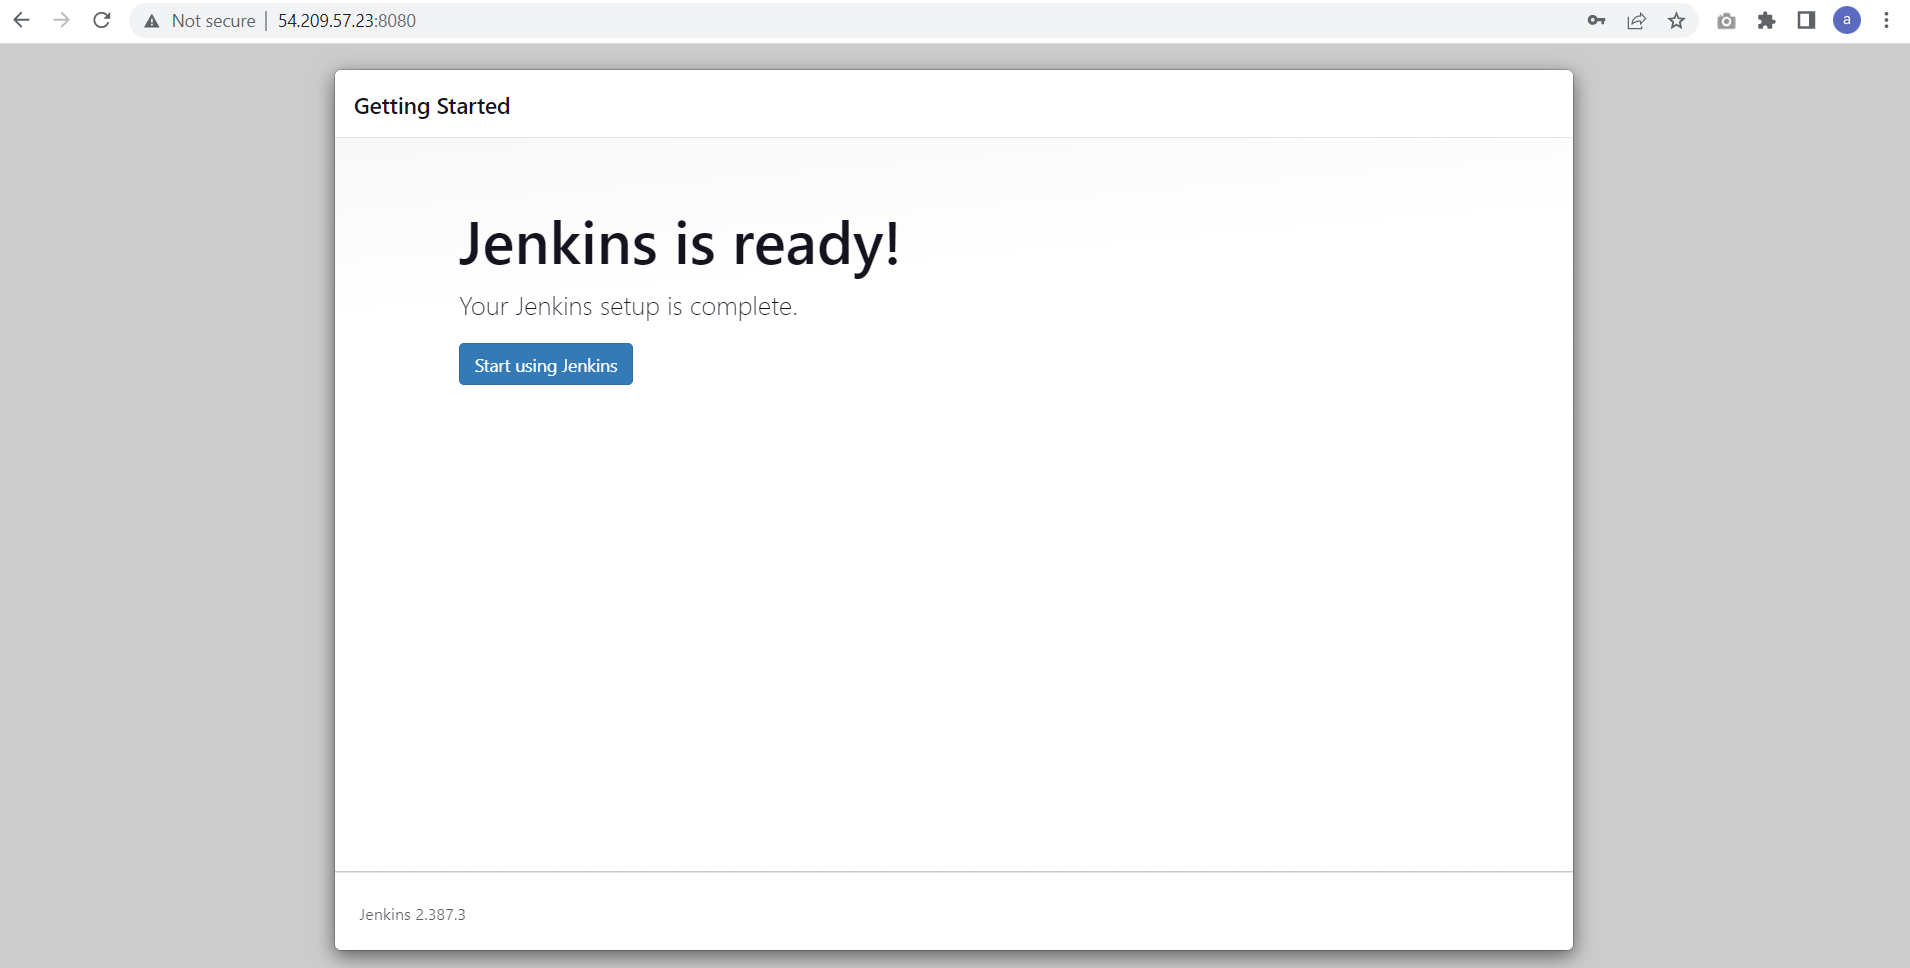 Not secure | 54.209.57.23:8080
a
Getting Started
Jenkins is ready!
Your Jenkins setup is complete.
Start using Jenkins
Jenkins 2.387.3